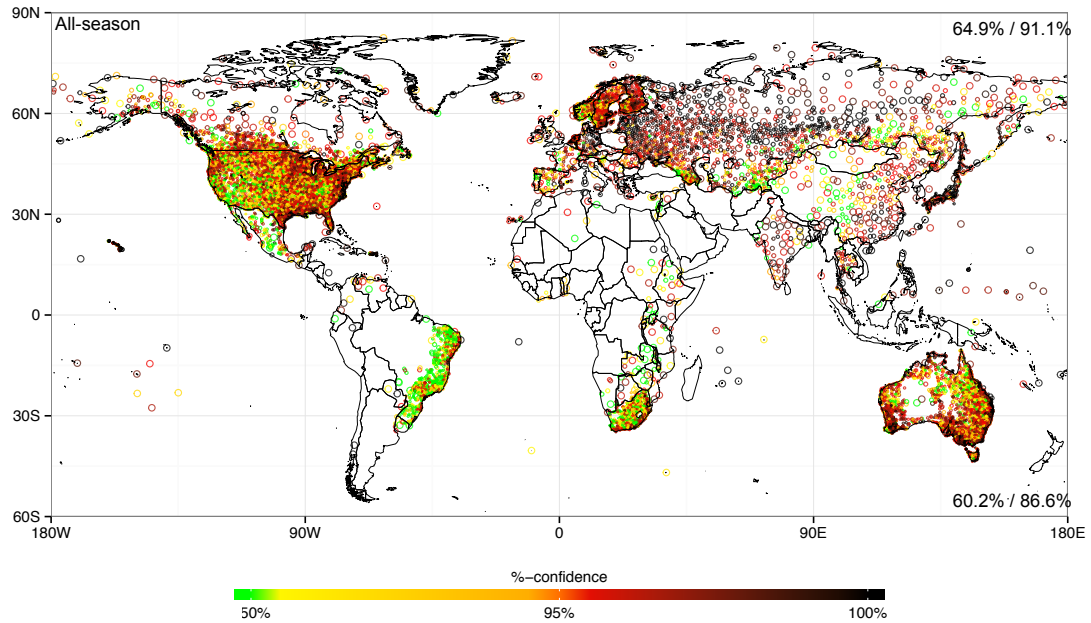 90N
All-season
64.9% / 91.1%
60N
30N
0
30S
60.2% / 86.6%
60S
180W
90W
0
90E
180E
%−confidence
50%
95%
100%